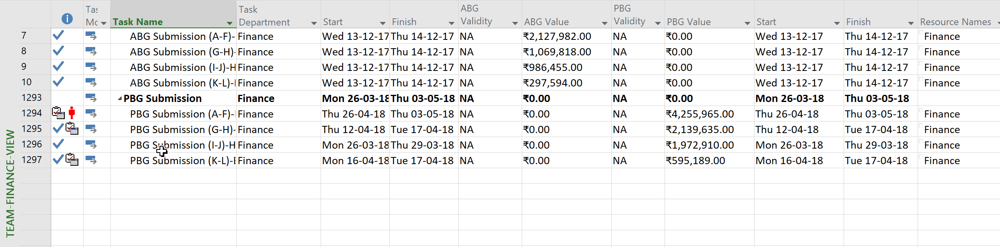 Tas Mo Task Name Task Department Start Finish ABG Validity ABG Value PBG Validity PBG Value Start Finish Resource Names
7 ABG Submission (A-F)- Finance Wed 13-12-17 Thu 14-12-17 NA ₹2,127,982.00 NA ₹0.00 Wed 13-12-17 Thu 14-12-17 Finance
8 ABG Submission (G-H)- Finance Wed 13-12-17 Thu 14-12-17 NA ₹1,069,818.00 NA ₹0.00 Wed 13-12-17 Thu 14-12-17 Finance
9 ABG Submission (I-J)-H Finance Wed 13-12-17 Thu 14-12-17 NA ₹986,455.00 NA ₹0.00 Wed 13-12-17 Thu 14-12-17 Finance
10 ABG Submission (K-L)- Finance Wed 13-12-17 Thu 14-12-17 NA ₹297,594.00 NA ₹0.00 Wed 13-12-17 Thu 14-12-17 Finance
1293 PBG Submission Finance Mon 26-03-18 Thu 03-05-18 NA ₹0.00 NA ₹0.00 Mon 26-03-18 Thu 03-05-18
1294 PBG Submission (A-F)- Finance Thu 26-04-18 Thu 03-05-18 NA ₹0.00 NA ₹4,255,965.00 Thu 26-04-18 Thu 03-05-18 Finance
1295 PBG Submission (G-H)- Finance Thu 12-04-18 Tue 17-04-18 NA ₹0.00 NA ₹2,139,635.00 Thu 12-04-18 Tue 17-04-18 Finance
1296 PBG Submission (I-J)-H Finance Mon 26-03-18 Thu 29-03-18 NA ₹0.00 NA ₹1,972,910.00 Mon 26-03-18 Thu 29-03-18 Finance
1297 PBG Submission (K-L)-E Finance Mon 16-04-18 Tue 17-04-18 NA ₹0.00 NA ₹595,189.00 Mon 16-04-18 Tue 17-04-18 Finance
TEAM-FINANCE-VIEW